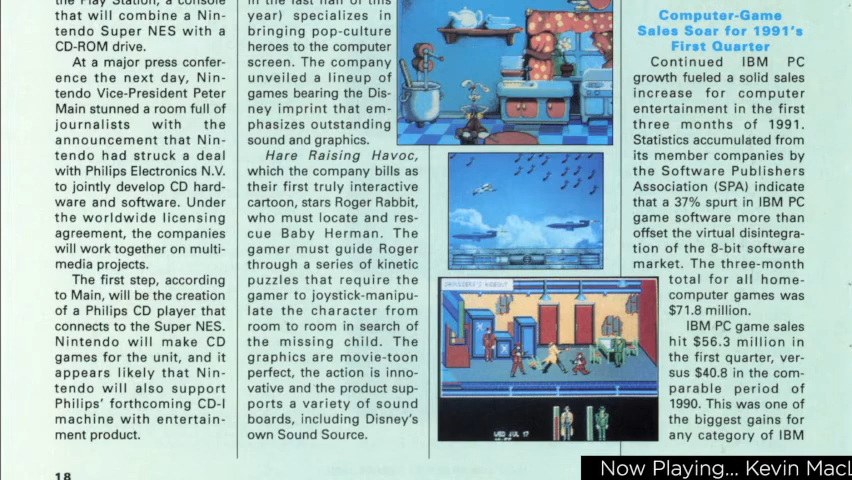 the Play Station, a console
that will combine a Nin-
tendo Super NES with a
CD-ROM drive.
At a major press confer-
ence the next day, Nin-
tendo Vice-President Peter
Main stunned a room full of
journalists with the
announcement that Nin-
tendo had struck a deal
with Philips Electronics N.V.
to jointly develop CD hard-
ware and software. Under
the worldwide licensing
agreement, the companies
will work together on multi-
media projects.
The first step, according
to Main, will be the creation
of a Philips CD player that
connects to the Super NES.
Nintendo will make CD
games for the unit, and it
appears likely that Nin-
tendo will also support
Philips' forthcoming CD-I
machine with entertain-
ment product.
18
in the last half of this
year) specializes in
bringing pop-culture
heroes to the computer
screen. The company
unveiled a lineup of
games bearing the Dis-
ney imprint that em-
phasizes outstanding
sound and graphics.
Hare Raising Havoc,
which the company bills as
their first truly interactive
cartoon, stars Roger Rabbit,
who must locate and res-
cue Baby Herman. The
gamer must guide Roger
through a series of kinetic
puzzles that require the
gamer to joystick-manipu-
late the character from
room to room in search of
the missing child. The
graphics are movie-toon
perfect, the action is inno-
vative and the product sup-
ports a variety of sound
boards, including Disney's
own Sound Source.
WED JUL 17
Computer-Game
Sales Soar for 1991's
First Quarter
Continued IBM PC
growth fueled a solid sales
increase for computer
entertainment in the first
three months of 1991.
Statistics accumulated from
its member companies by
the Software Publishers
Association (SPA) indicate
that a 37% spurt in IBM PC
game software more than
offset the virtual disintegra-
tion of the 8-bit software
market. The three-month
total for all home-
computer games was
$71.8 million.
IBM PC game sales
hit $56.3 million in
the first quarter, ver-
sus $40.8 in the com-
parable period of
1990. This was one of
the biggest gains for
any category of IBM
Now Playing... Kevin MacL